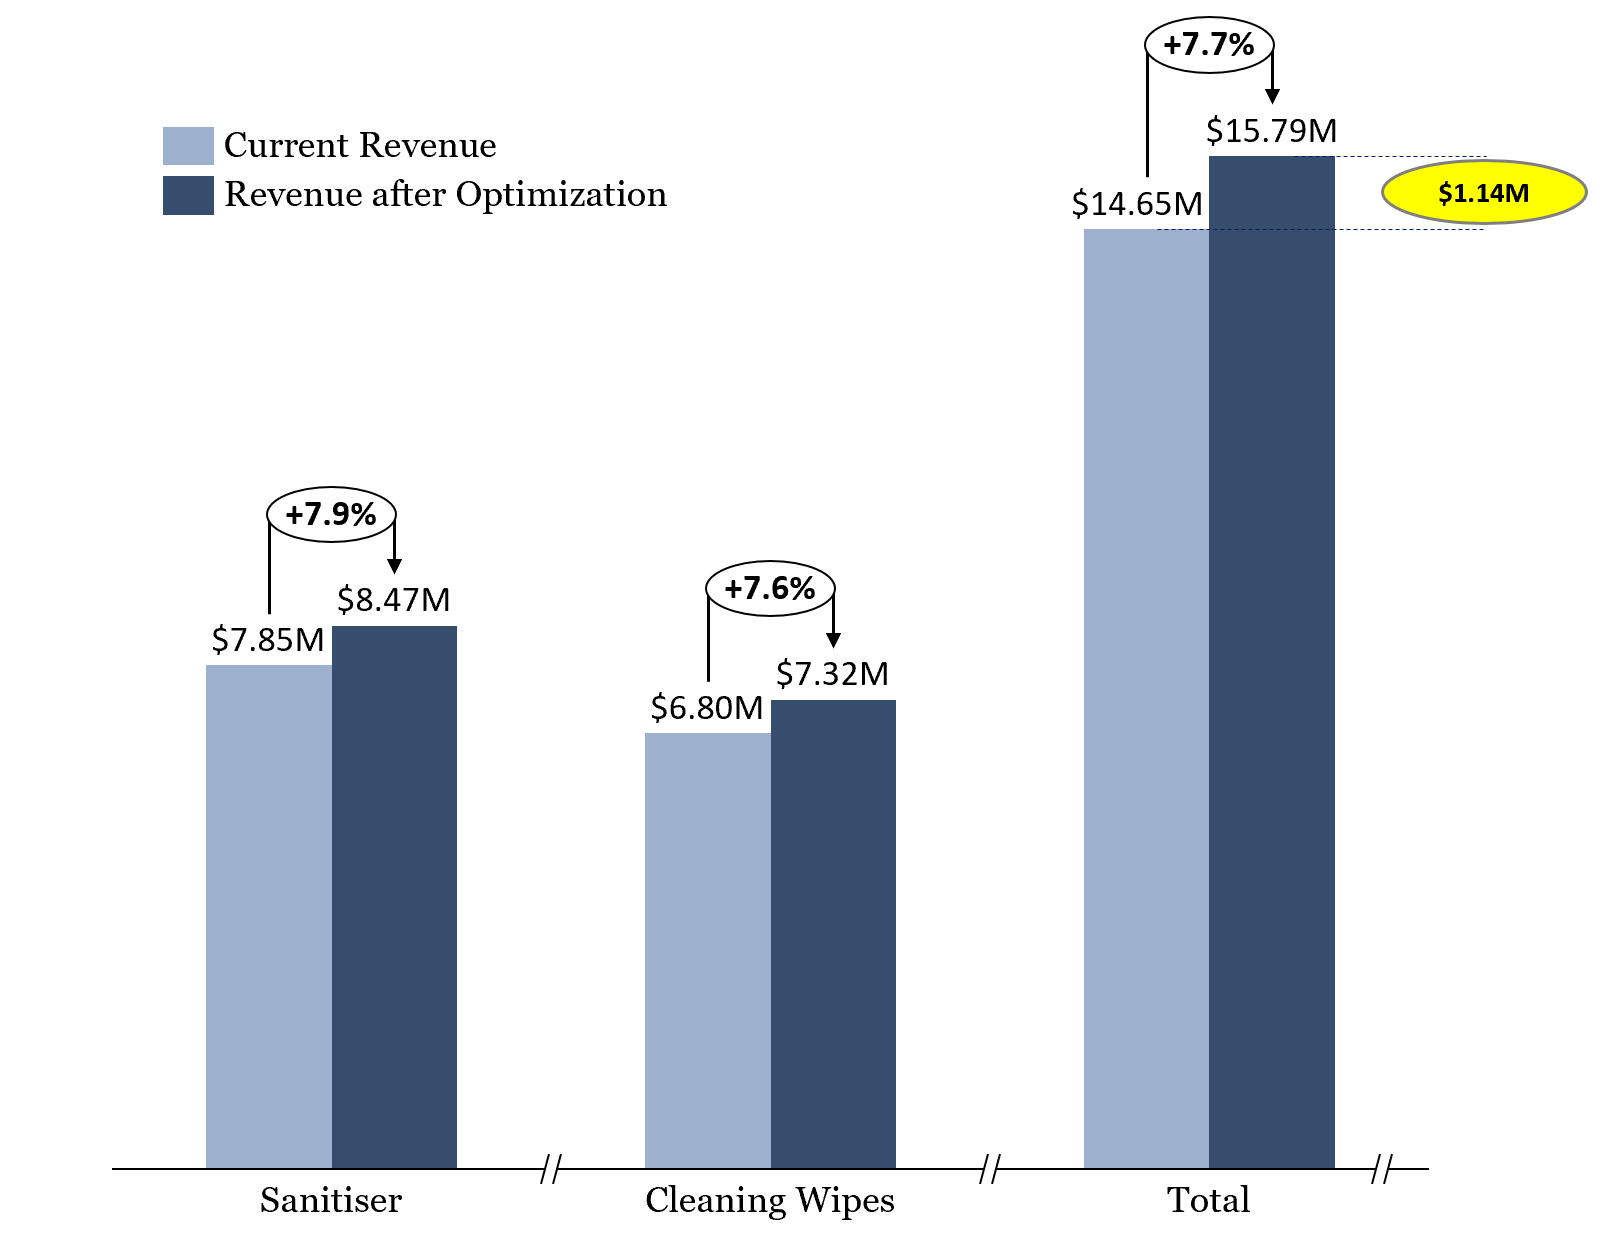 +7.7%
$15.79M
Current Revenue
Revenue after Optimization
$14.65M
$1.14M
+7.9%
$8.47M
$7.85M
+7.6%
$7.32M
$6.80M
Sanitiser
Cleaning Wipes
Total